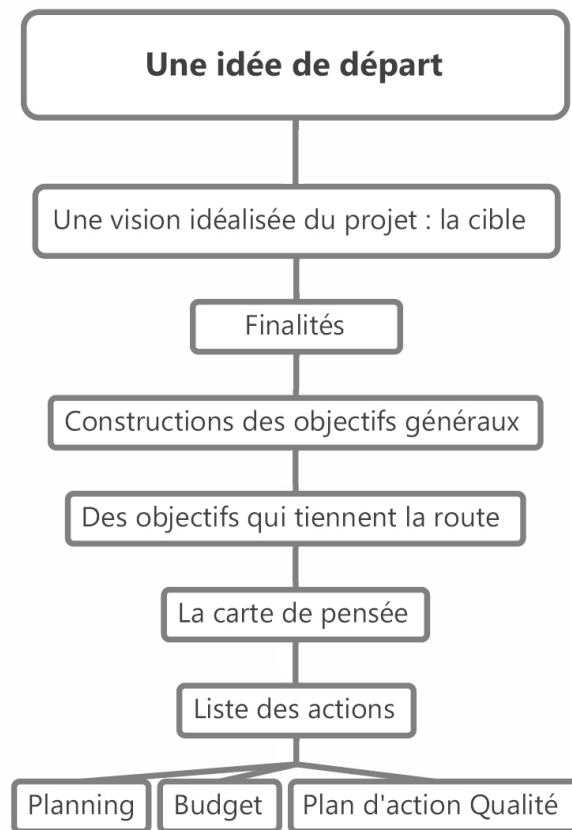 Une idée de départ
Une vision idéalisée du projet : la cible
Finalités
Constructions des objectifs généraux
Des objectifs qui tiennent la route
La carte de pensée
Liste des actions
Planning
Budget
Plan d'action Qualité